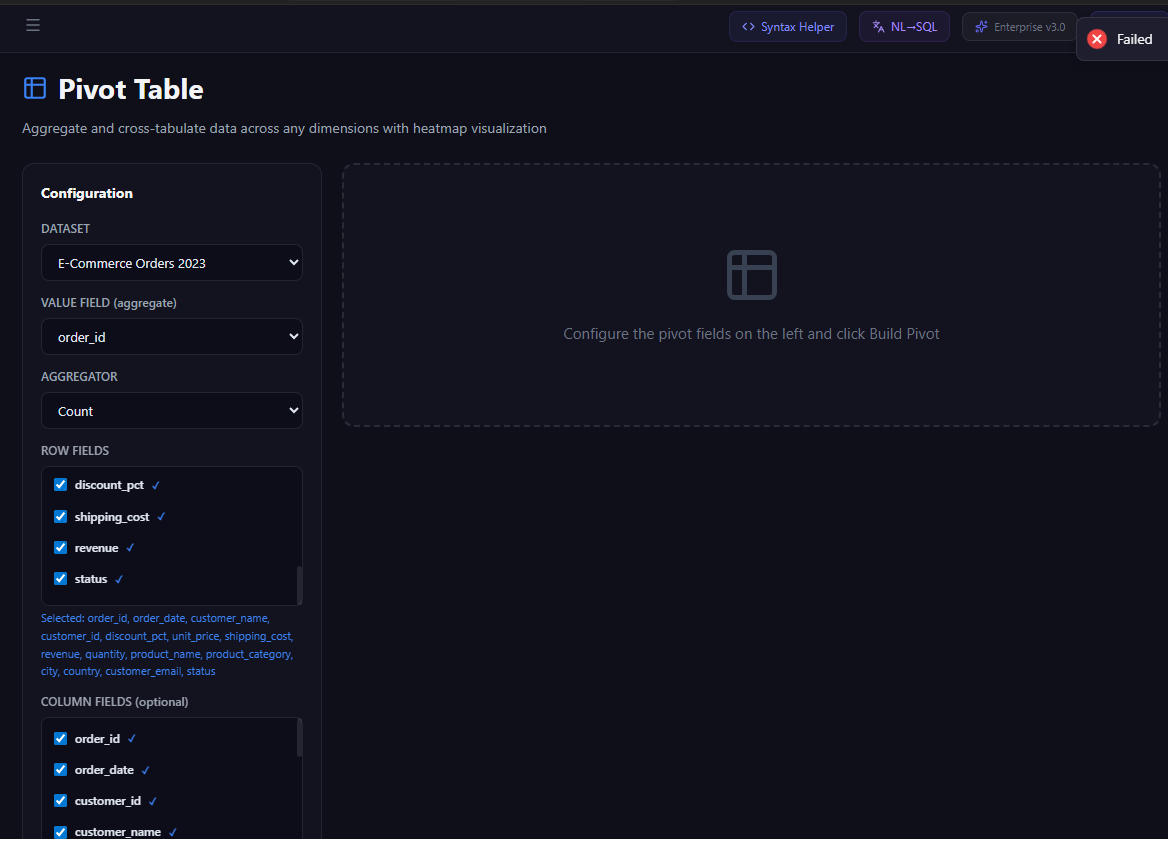 Syntax Helper
NL→SQL
Enterprise v3.0
Failed
Pivot Table
Aggregate and cross-tabulate data across any dimensions with heatmap visualization
Configuration
DATASET
E-Commerce Orders 2023
VALUE FIELD (aggregate)
order_id
AGGREGATOR
Count
ROW FIELDS
discount_pct ✓
shipping_cost ✓
revenue ✓
status ✓
Selected: order_id, order_date, customer_name,
customer_id, discount_pct, unit_price, shipping_cost,
revenue, quantity, product_name, product_category,
city, country, customer_email, status
COLUMN FIELDS (optional)
order_id ✓
order_date ✓
customer_id ✓
customer_name ✓
Configure the pivot fields on the left and click Build Pivot